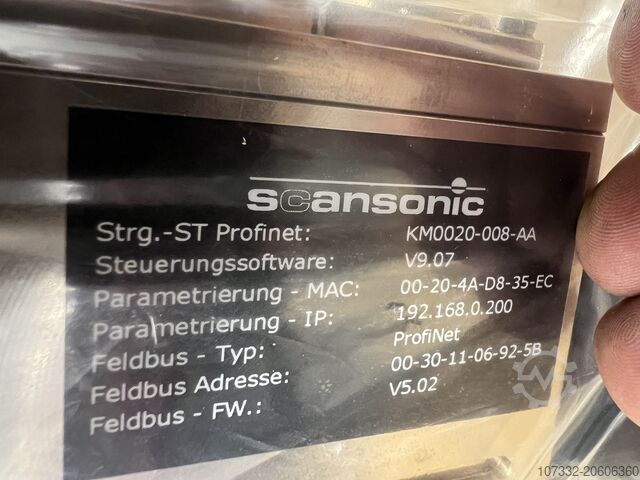 scansonic
Strg.-ST Profinet: KM0020-008-AA
Steuerungssoftware: V9.07
Parametrierung - MAC: 00-20-4A-D8-35-EC
Parametrierung - IP: 192.168.0.200
Feldbus - Typ: ProfiNet
Feldbus Adresse: 00-30-11-06-92-5B
Feldbus - FW.: V5.02
107332-20606360